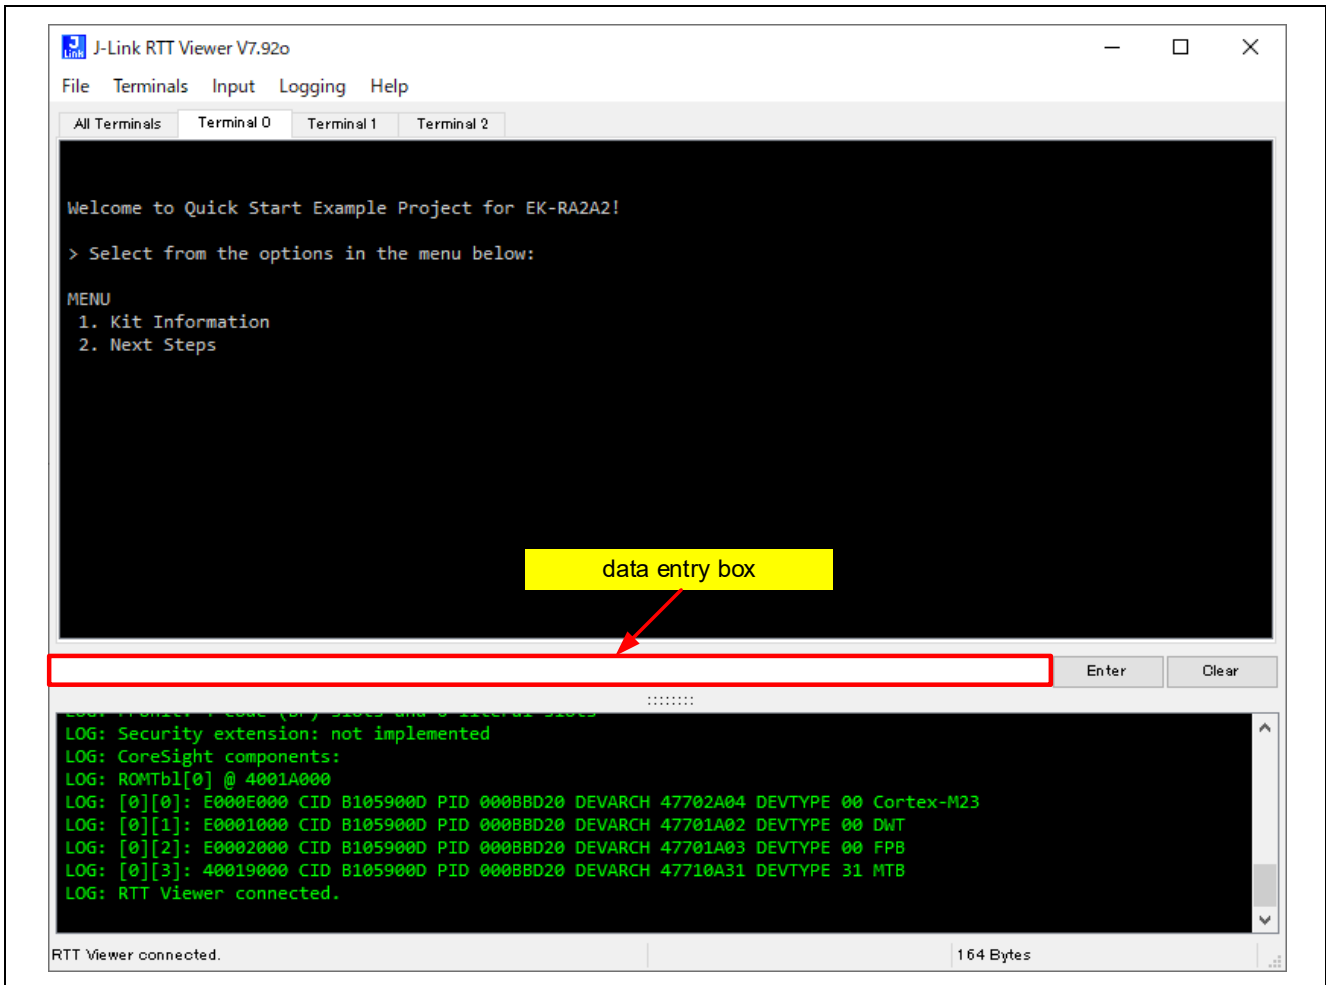 J-Link RTT Viewer V7.92o
File Terminals Input Logging Help
All Terminals Terminal 0 Terminal 1 Terminal 2
Welcome to Quick Start Example Project for EK-RA2A2!
> Select from the options in the menu below:
MENU
1. Kit Information
2. Next Steps
data entry box
Enter Clear
LOG: Security extension: not implemented
LOG: CoreSight components:
LOG: ROMTbl[0] @ 4001A000
LOG: [0][0]: E000E000 CID B105900D PID 000BBD20 DEVARCH 47702A04 DEVTYPE 00 Cortex-M23
LOG: [0][1]: E0001000 CID B105900D PID 000BBD20 DEVARCH 47701A02 DEVTYPE 00 DWT
LOG: [0][2]: E0002000 CID B105900D PID 000BBD20 DEVARCH 47701A03 DEVTYPE 00 FPB
LOG: [0][3]: 40019000 CID B105900D PID 000BBD20 DEVARCH 47710A31 DEVTYPE 31 MTB
LOG: RTT Viewer connected.
RTT Viewer connected. 164 Bytes